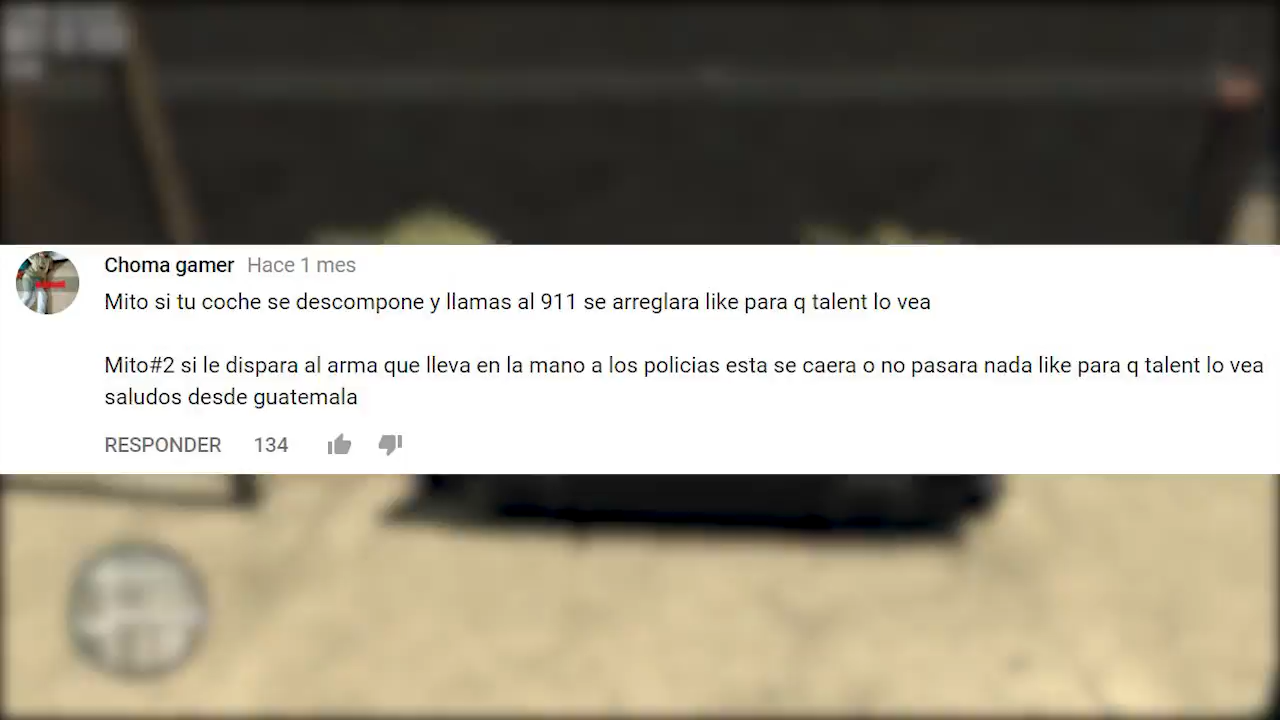 Choma gamer Hace 1 mes
Mito si tu coche se descompone y llamas al 911 se arreglara like para q talent lo vea
Mito#2 si le dispara al arma que lleva en la mano a los policias esta se caera o no pasara nada like para q talent lo vea
saludos desde guatemala
RESPONDER 134